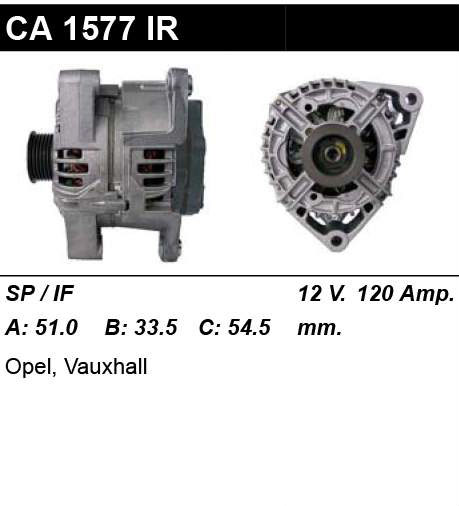 CA 1577 IR
SP / IF 12 V. 120 Amp.
A: 51.0 B: 33.5 C: 54.5 mm.
Opel, Vauxhall